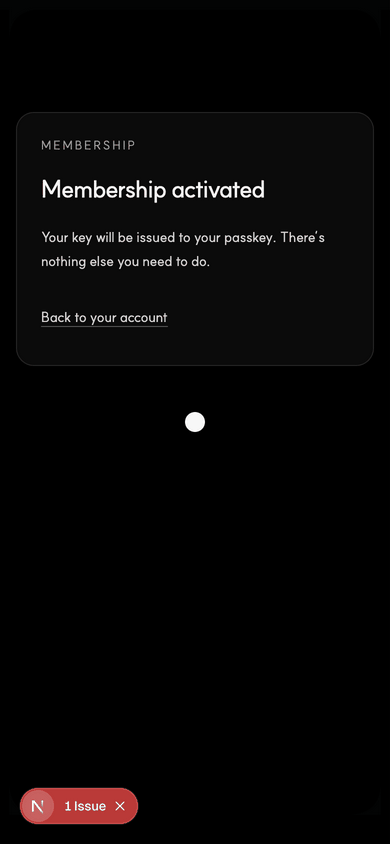 MEMBERSHIP
Membership activated
Your key will be issued to your passkey. There's
nothing else you need to do.
Back to your account
N
1 Issue